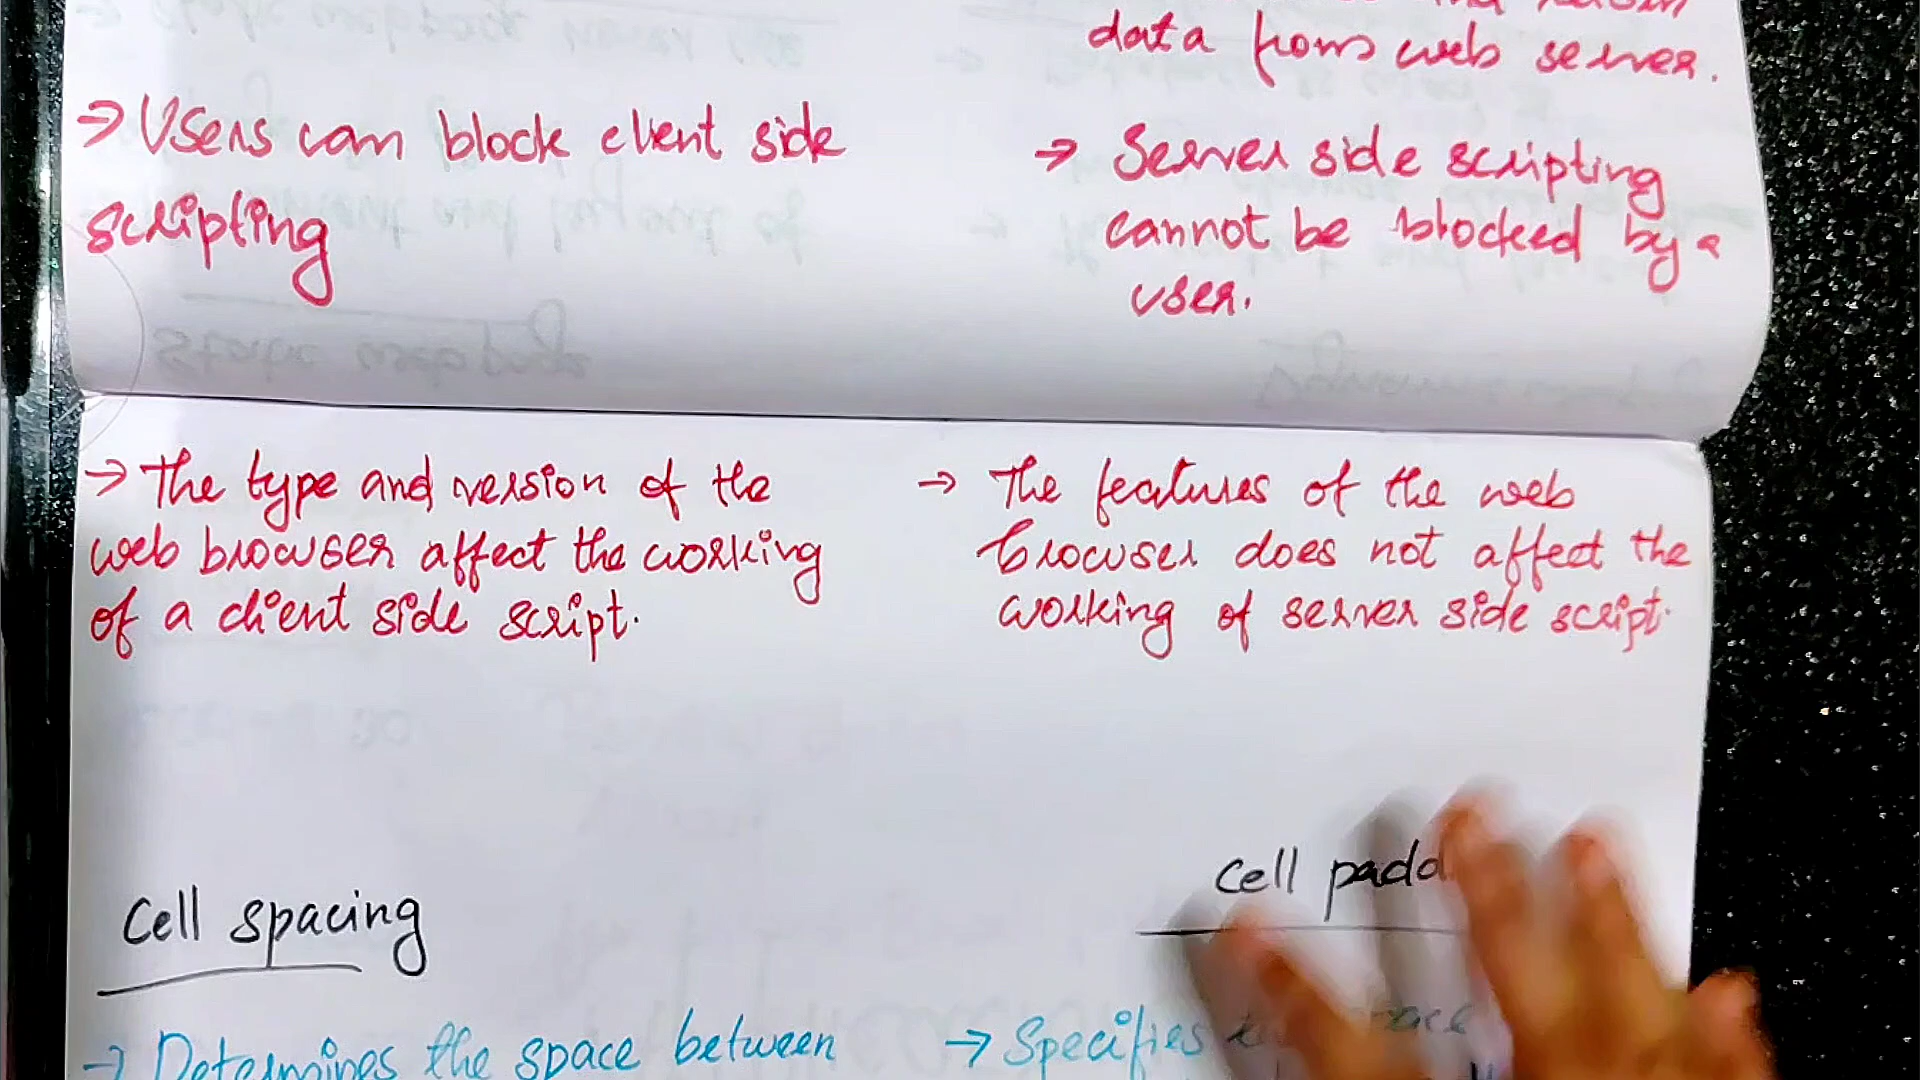 data from web server.
→ Users can block client side
scripting
→ Server side scripting
cannot be blocked by a
user.
→ The type and version of the
web browser affect the working
of a client side script.
→ The features of the web
browser does not affect the
working of server side script.
Cell spacing
→ Determines the space between
Cell padd
→ Specifies